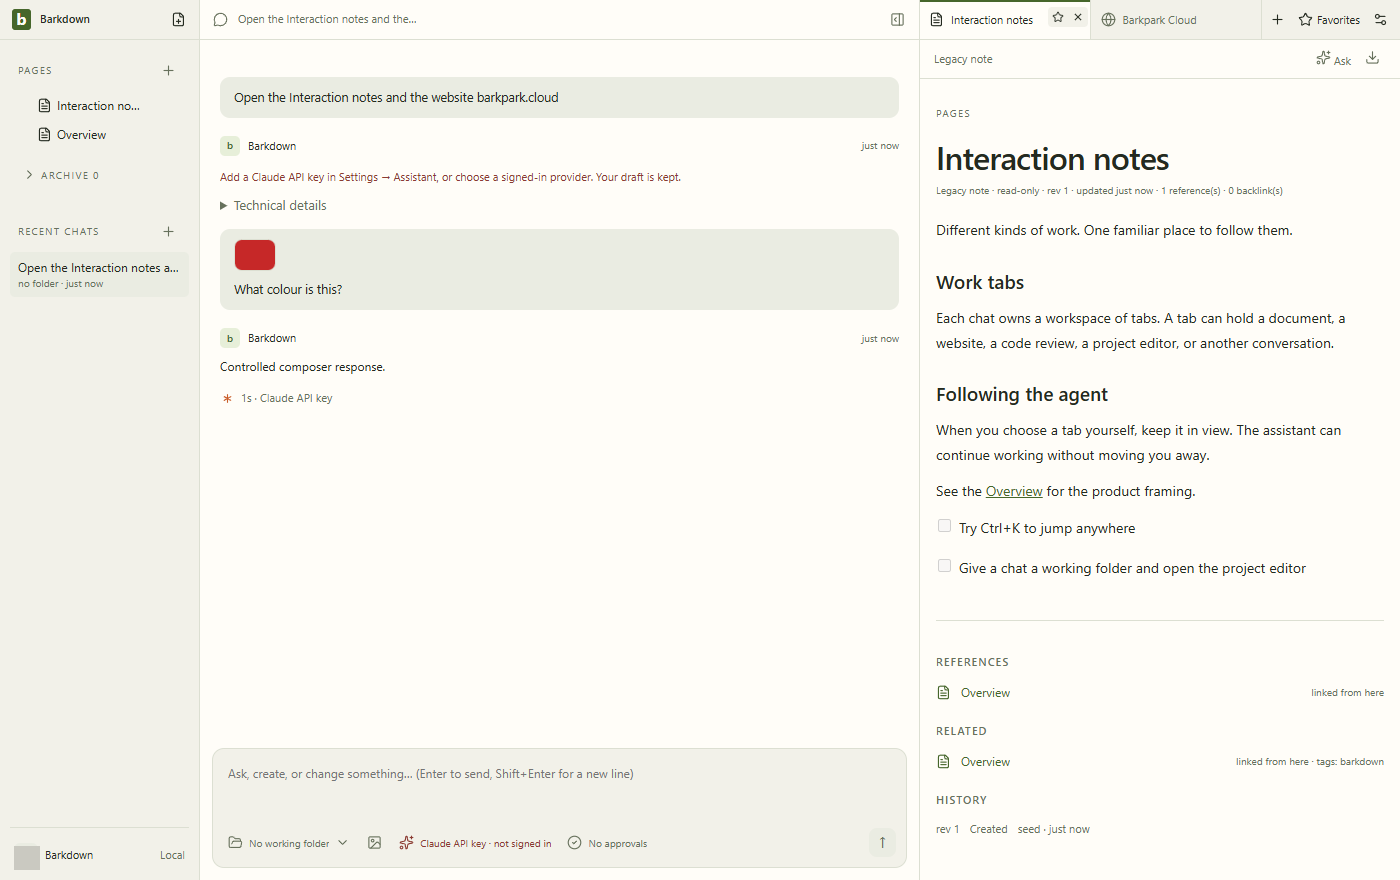 b Barkdown
PAGES
Interaction no...
Overview
ARCHIVE 0
RECENT CHATS
Open the Interaction notes a...
no folder · just now
Barkdown Local
Open the Interaction notes and the...
Open the Interaction notes and the website barkpark.cloud
b Barkdown just now
Add a Claude API key in Settings → Assistant, or choose a signed-in provider. Your draft is kept.
Technical details
What colour is this?
b Barkdown just now
Controlled composer response.
1s · Claude API key
Ask, create, or change something... (Enter to send, Shift+Enter for a new line)
No working folder Claude API key · not signed in No approvals
Interaction notes Barkpark Cloud Favorites
Legacy note Ask
PAGES
Interaction notes
Legacy note · read-only · rev 1 · updated just now · 1 reference(s) · 0 backlink(s)
Different kinds of work. One familiar place to follow them.
Work tabs
Each chat owns a workspace of tabs. A tab can hold a document, a
website, a code review, a project editor, or another conversation.
Following the agent
When you choose a tab yourself, keep it in view. The assistant can
continue working without moving you away.
See the Overview for the product framing.
Try Ctrl+K to jump anywhere
Give a chat a working folder and open the project editor
REFERENCES
Overview linked from here
RELATED
Overview linked from here · tags: barkdown
HISTORY
rev 1 Created seed · just now